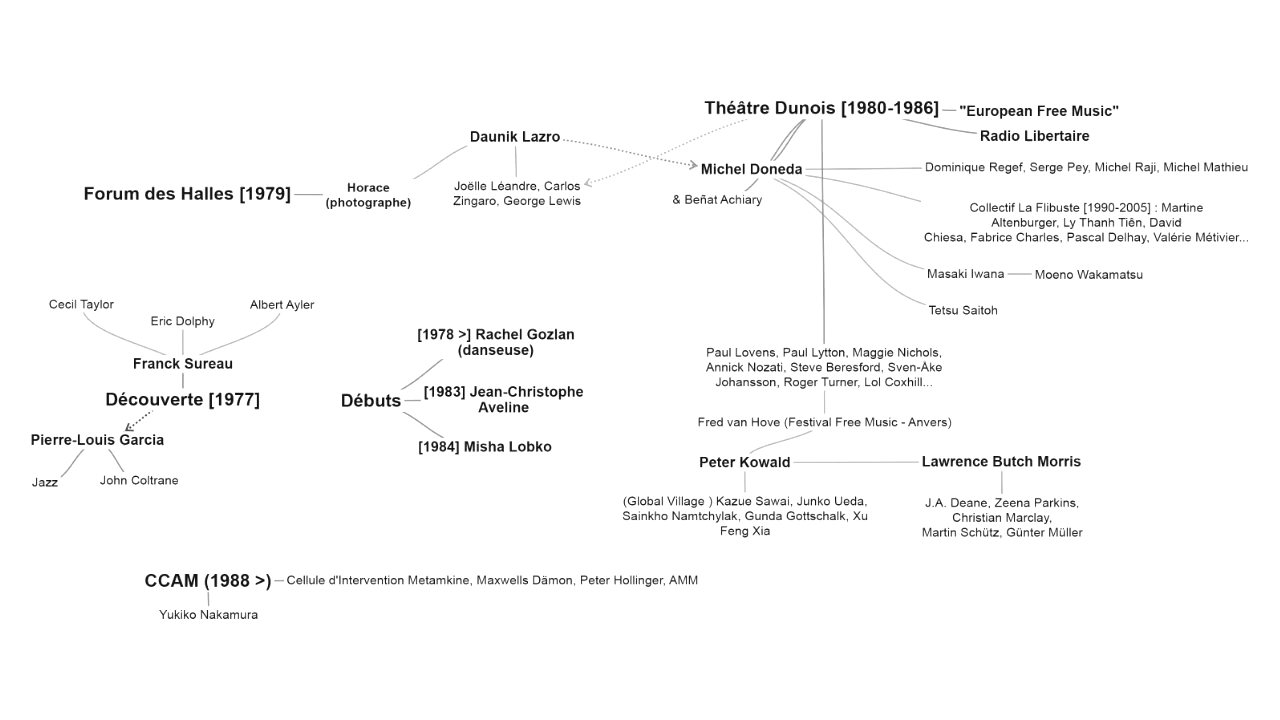 Théâtre Dunois [1980-1986]
"European Free Music"
Radio Libertaire
Daunik Lazro
Michel Doneda
Dominique Regef, Serge Pey, Michel Raji, Michel Mathieu
Forum des Halles [1979]
Horace
(photographe)
Joëlle Léandre, Carlos
Zingaro, George Lewis
& Beñat Achiary
Collectif La Flibuste [1990-2005] : Martine
Altenburger, Ly Thanh Tiên, David
Chiesa, Fabrice Charles, Pascal Delhay, Valérie Métivier...
Masaki Iwana
Moeno Wakamatsu
Tetsu Saitoh
Cecil Taylor
Eric Dolphy
Albert Ayler
Franck Sureau
Découverte [1977]
Pierre-Louis Garcia
Jazz
John Coltrane
Débuts
[1978 >] Rachel Gozlan
(danseuse)
[1983] Jean-Christophe
Aveline
[1984] Misha Lobko
Paul Lovens, Paul Lytton, Maggie Nichols,
Annick Nozati, Steve Beresford, Sven-Åke
Johansson, Roger Turner, Lol Coxhill...
Fred van Hove (Festival Free Music - Anvers)
Peter Kowald
Lawrence Butch Morris
(Global Village ) Kazue Sawai, Junko Ueda,
Sainkho Namtchylak, Gunda Gottschalk, Xu
Feng Xia
J.A. Deane, Zeena Parkins,
Christian Marclay,
Martin Schütz, Günter Müller
CCAM (1988 >)
Cellule d'Intervention Metamkine, Maxwells Dämon, Peter Hollinger, AMM
Yukiko Nakamura